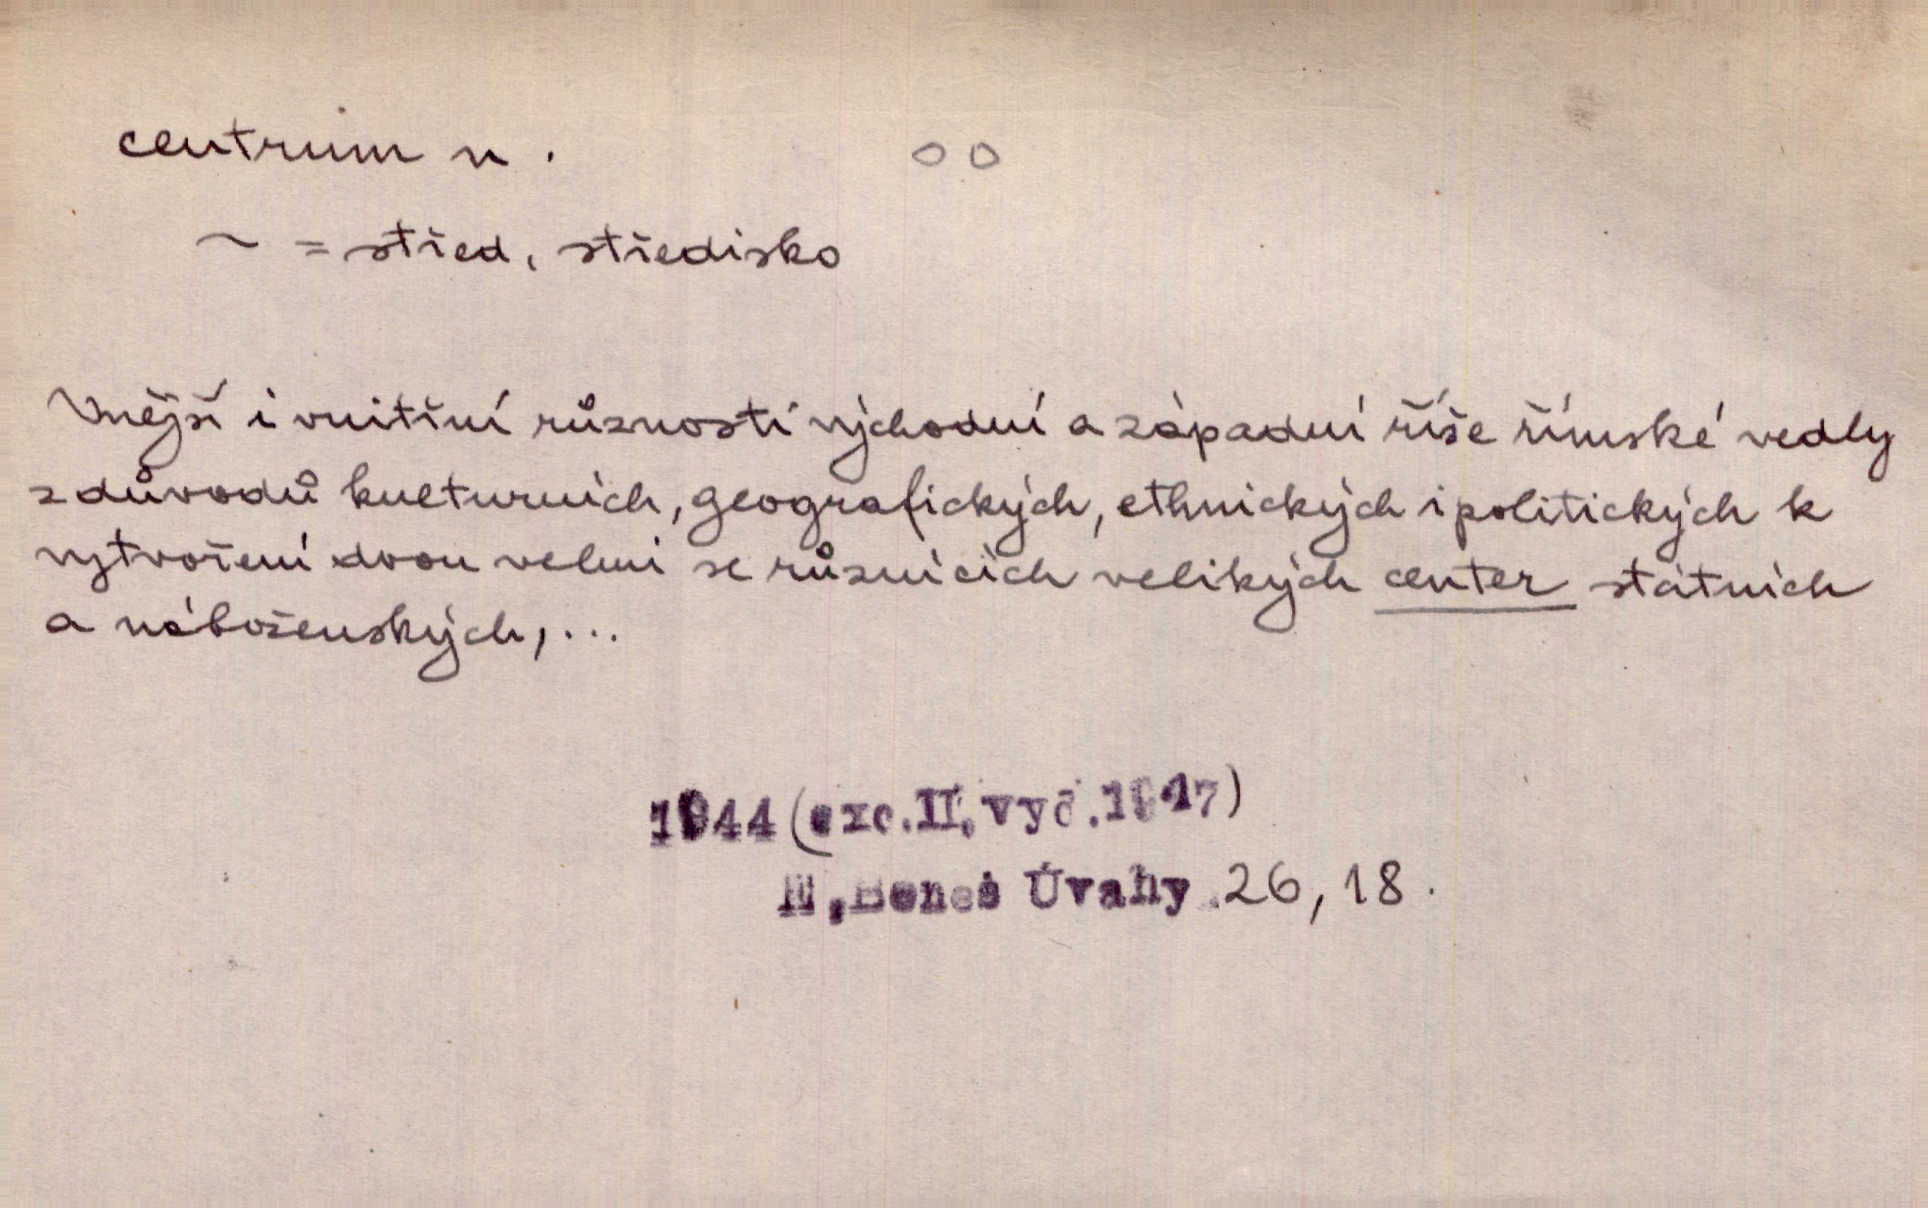 centrum n. oo
~ = střed, středisko
Vnější i vnitřní různosti východní a západní říše římské vedly
z důvodů kulturních, geografických, ethnických i politických k
vytvoření dvou velmi se různících velikých center státních
a náboženských, ...
1944 (exc. II. vyd. 1947)
E. Beneš Úvahy 26, 18.